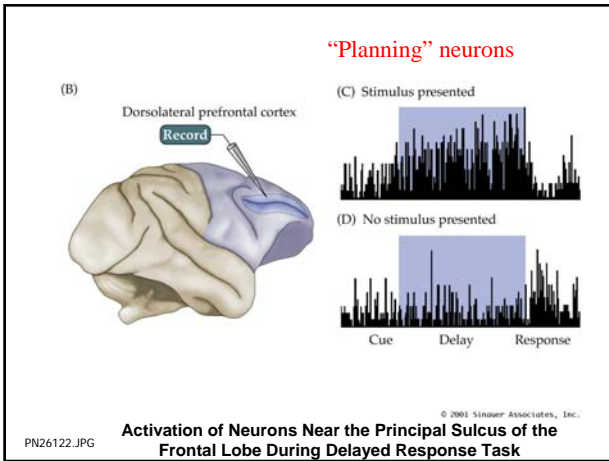 “Planning” neurons
(B)
Dorsolateral prefrontal cortex
Record
(C) Stimulus presented
(D) No stimulus presented
Cue Delay Response
© 2001 Sinauer Associates, Inc.
PN26122.JPG
Activation of Neurons Near the Principal Sulcus of the
Frontal Lobe During Delayed Response Task